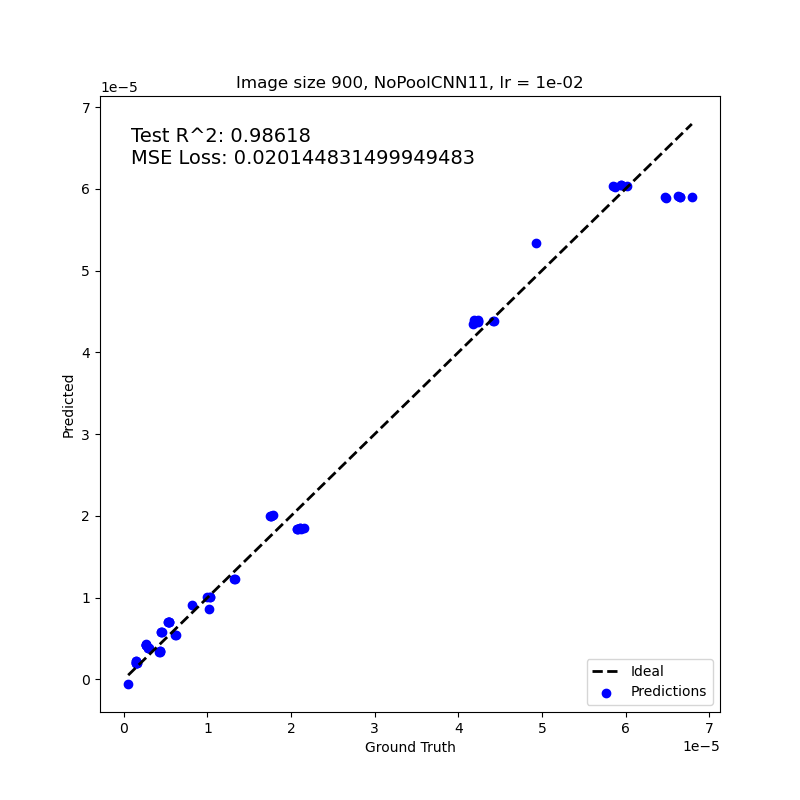 Image size 900, NoPoolCNN11, lr = 1e-02
1e−5
Test R^2: 0.98618
MSE Loss: 0.020144831499949483
7
6
5
4
3
2
1
0
Predicted
Ideal
Predictions
0 1 2 3 4 5 6 7
1e−5
Ground Truth